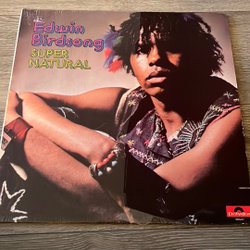 Edwin
Birdsong
SUPER
NATURAL